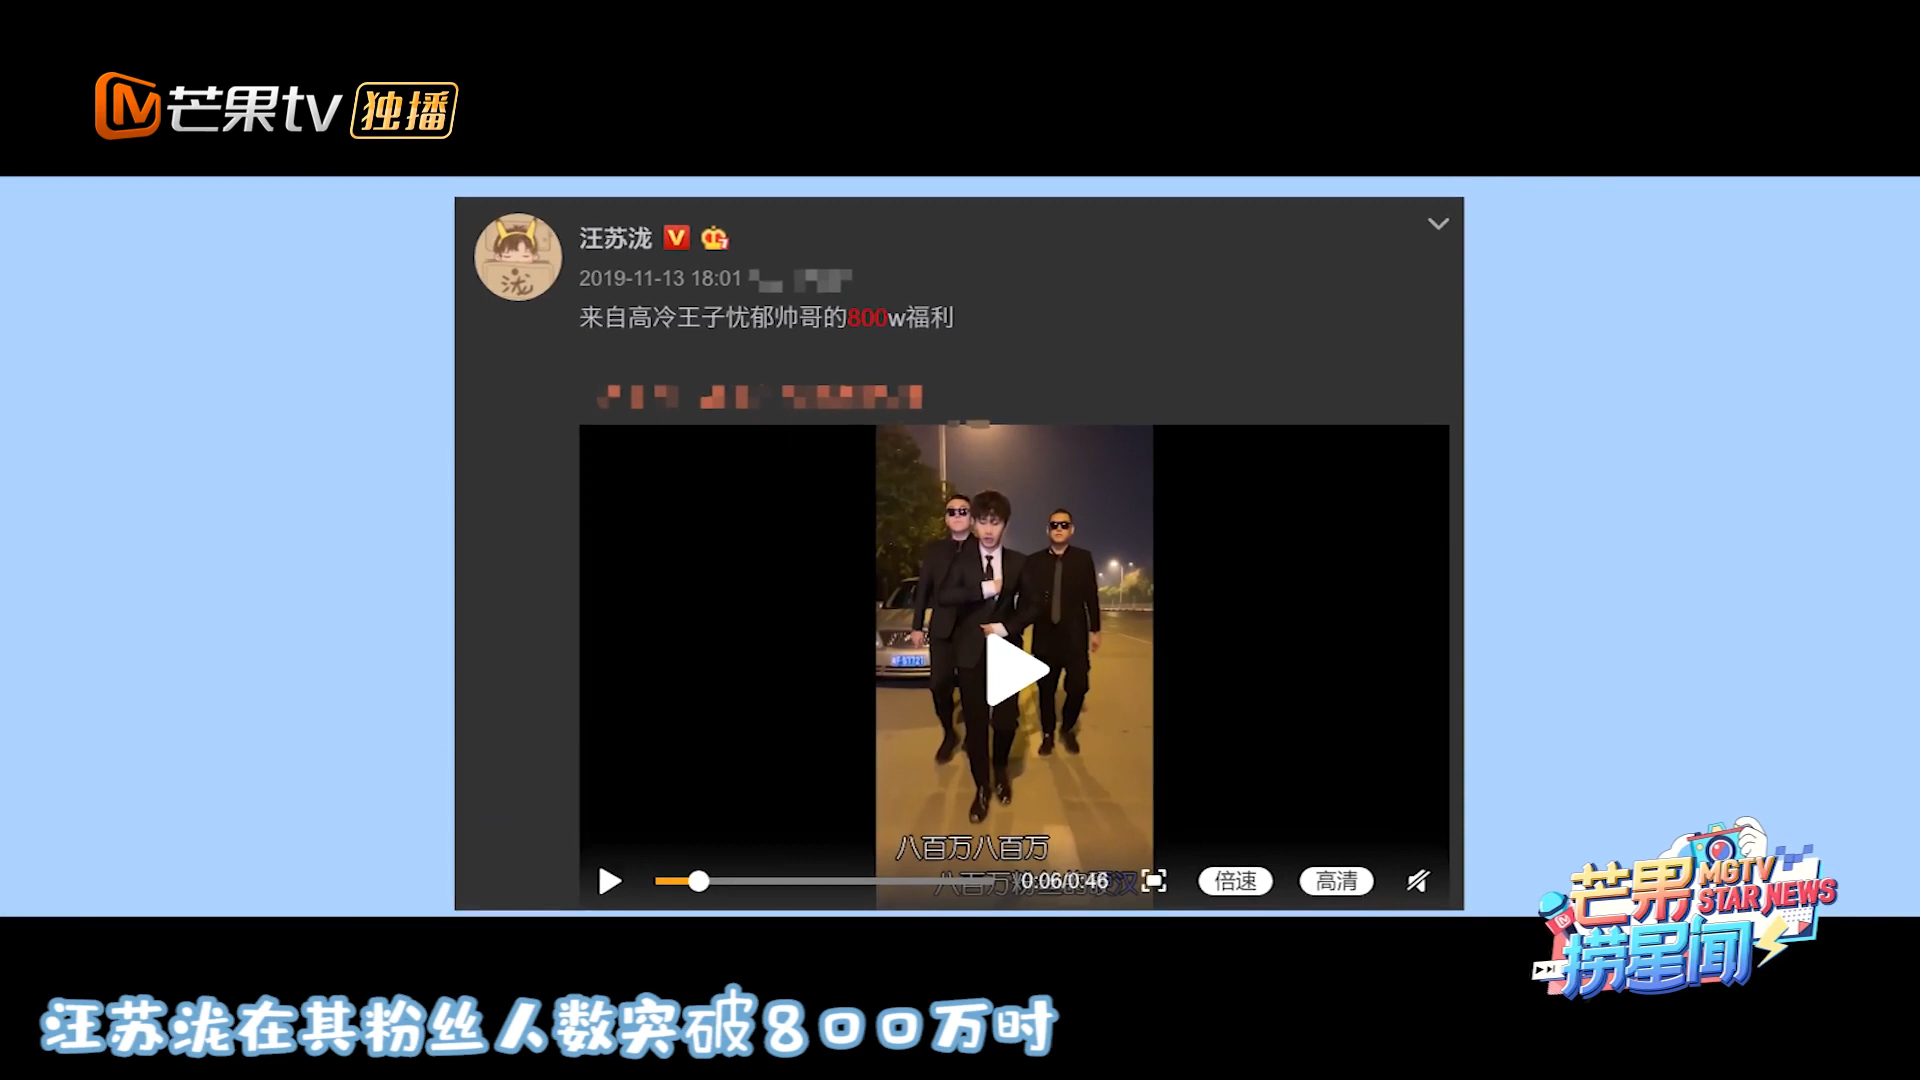 芒果tv 独播
汪苏泷
2019-11-13 18:01
来自高冷王子忧郁帅哥的800w福利
泷
八百万八百万
0:06/0:46
倍速
高清
MGTV
STAR NEWS
芒果
捞星闻
汪苏泷在其粉丝人数突破800万时